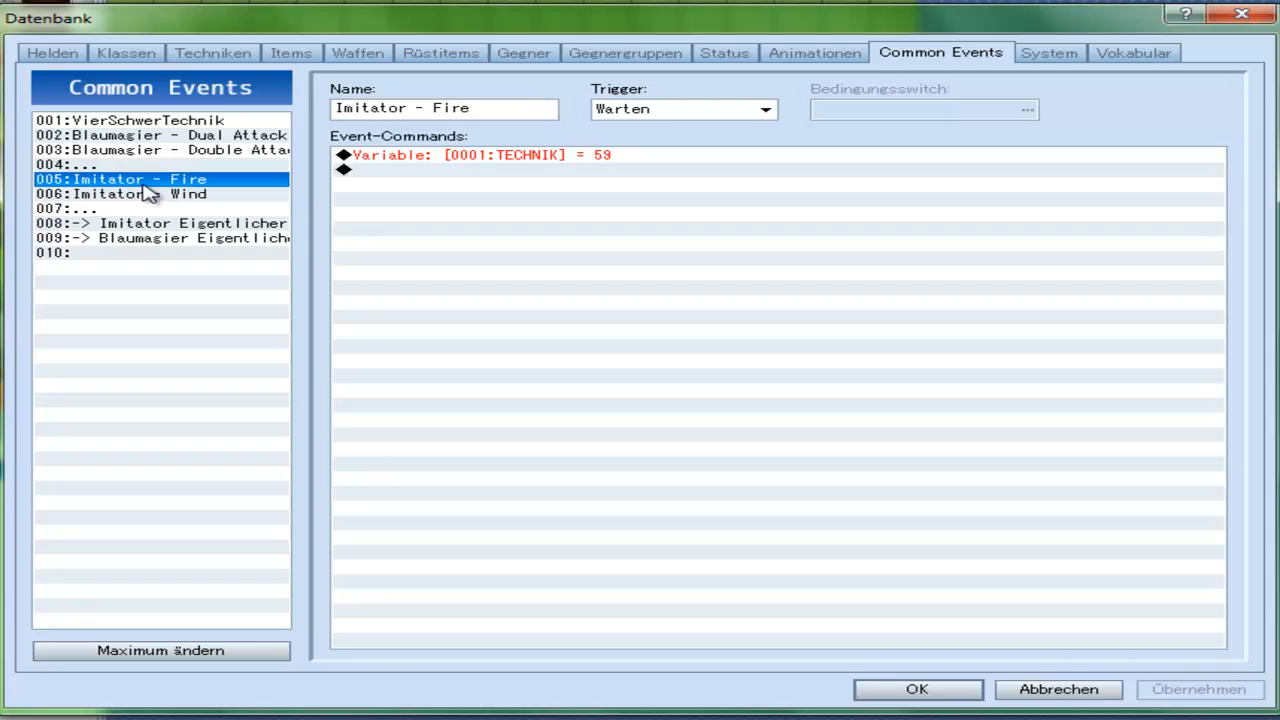 Datenbank
Helden Klassen Techniken Items Waffen Rüstitems Gegner Gegnergruppen Status Animationen Common Events System Vokabular
Common Events
001:VierSchwerTechnik
002:Blaumagier - Dual Attack
003:Blaumagier - Double Atta
004:...
005:Imitator - Fire
006:Imitator - Wind
007:...
008:-> Imitator Eigentlicher
009:-> Blaumagier Eigentlich
010:
Maximum ändern
Name:
Imitator - Fire
Trigger:
Warten
Bedingungsswitch:
...
Event-Commands:
◆Variable: [0001:TECHNIK] = 59
◆
OK Abbrechen Übernehmen